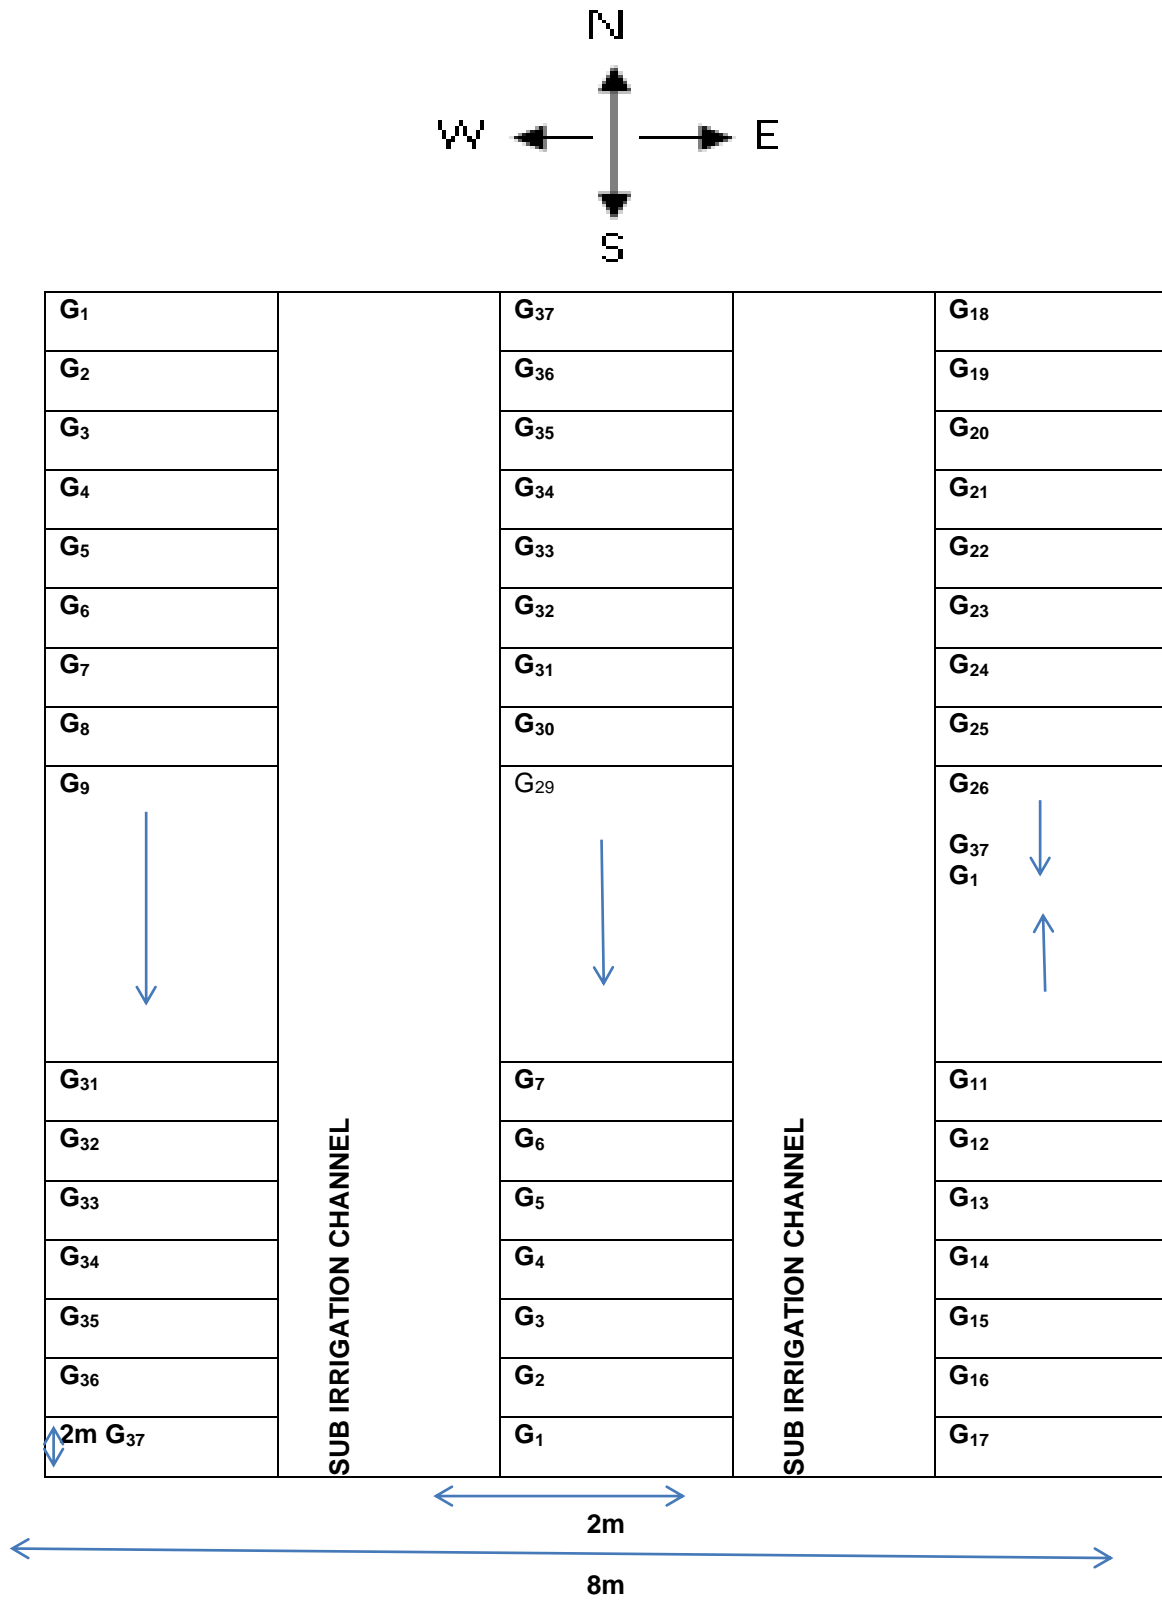 N
W E
S
G1 G37 G18
G2 G36 G19
G3 G35 G20
G4 G34 G21
G5 G33 G22
G6 G32 G23
G7 G31 G24
G8 G30 G25
G9 G29 G26
G37
G1
G31 G7 G11
G32 G6 G12
G33 G5 G13
G34 G4 G14
G35 G3 G15
G36 G2 G16
2m G37 G1 G17
SUB IRRIGATION CHANNEL
SUB IRRIGATION CHANNEL
2m
8m